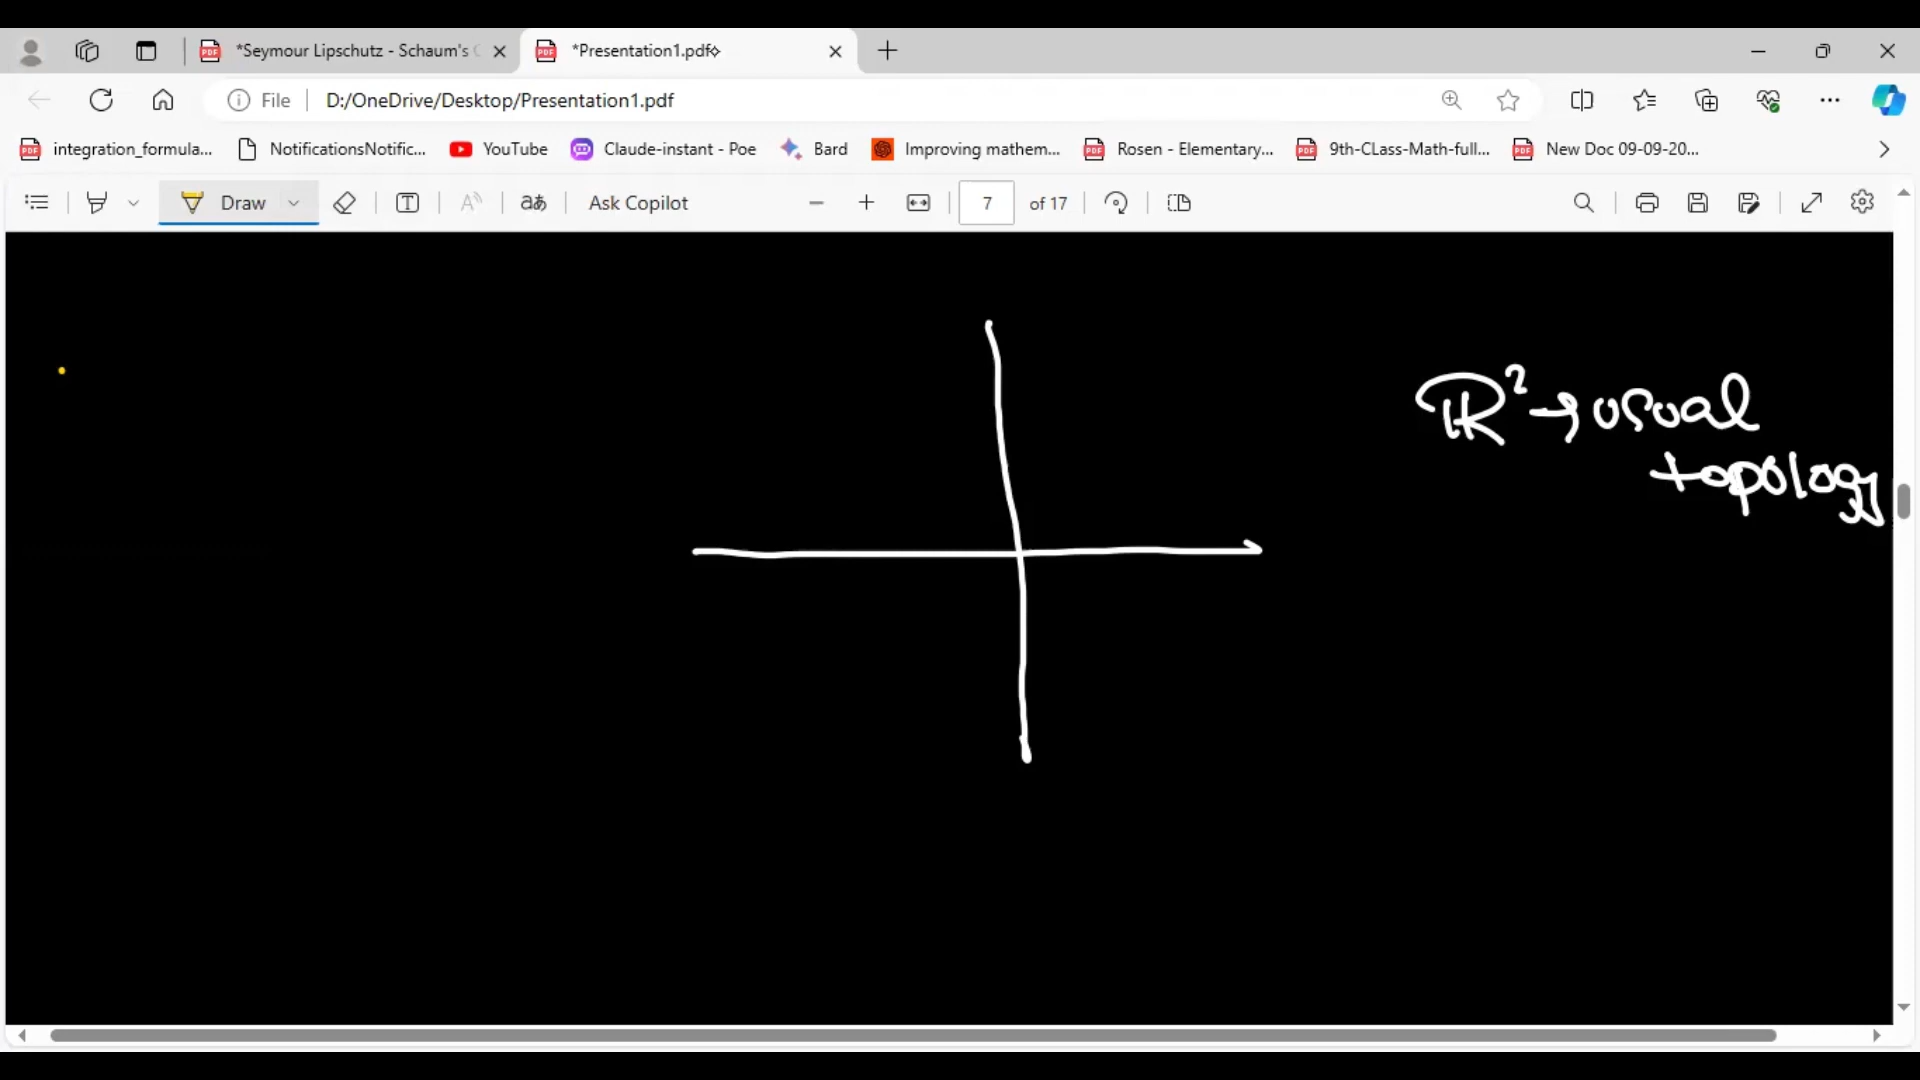 *Seymour Lipschutz - Schaum's
*Presentation1.pdf
File
D:/OneDrive/Desktop/Presentation1.pdf
integration_formula...
NotificationsNotific...
YouTube
Claude-instant - Poe
Bard
Improving mathem...
Rosen - Elementary...
9th-CLass-Math-full...
New Doc 09-09-20...
Draw
Ask Copilot
7 of 17
ℝ² → usual
topology